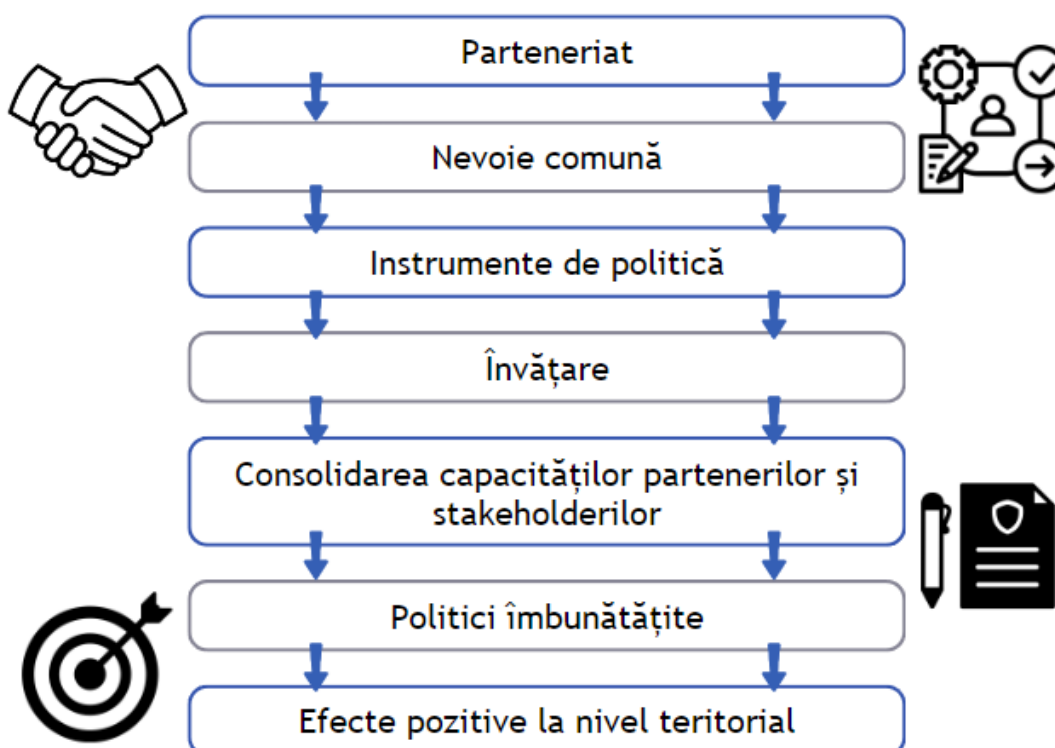 Parteneriat
Nevoie comună
Instrumente de politică
Învățare
Consolidarea capacităților partenerilor și
stakeholderilor
Politici îmbunătățite
Efecte pozitive la nivel teritorial